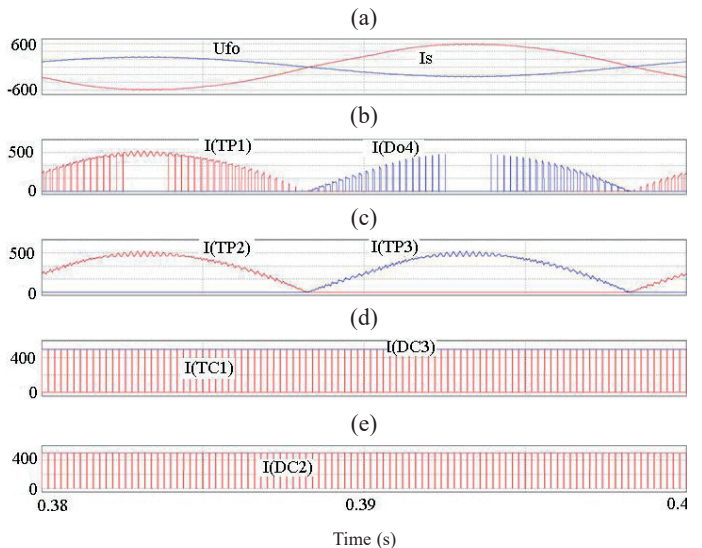 (a)
600
Ufo
Is
-600
(b)
500
I(TP1)
I(Do4)
0
(c)
500
I(TP2)
I(TP3)
0
(d)
I(DC3)
400
I(TC1)
0
(e)
400
I(DC2)
0
0.38
0.39
0.4
Time (s)